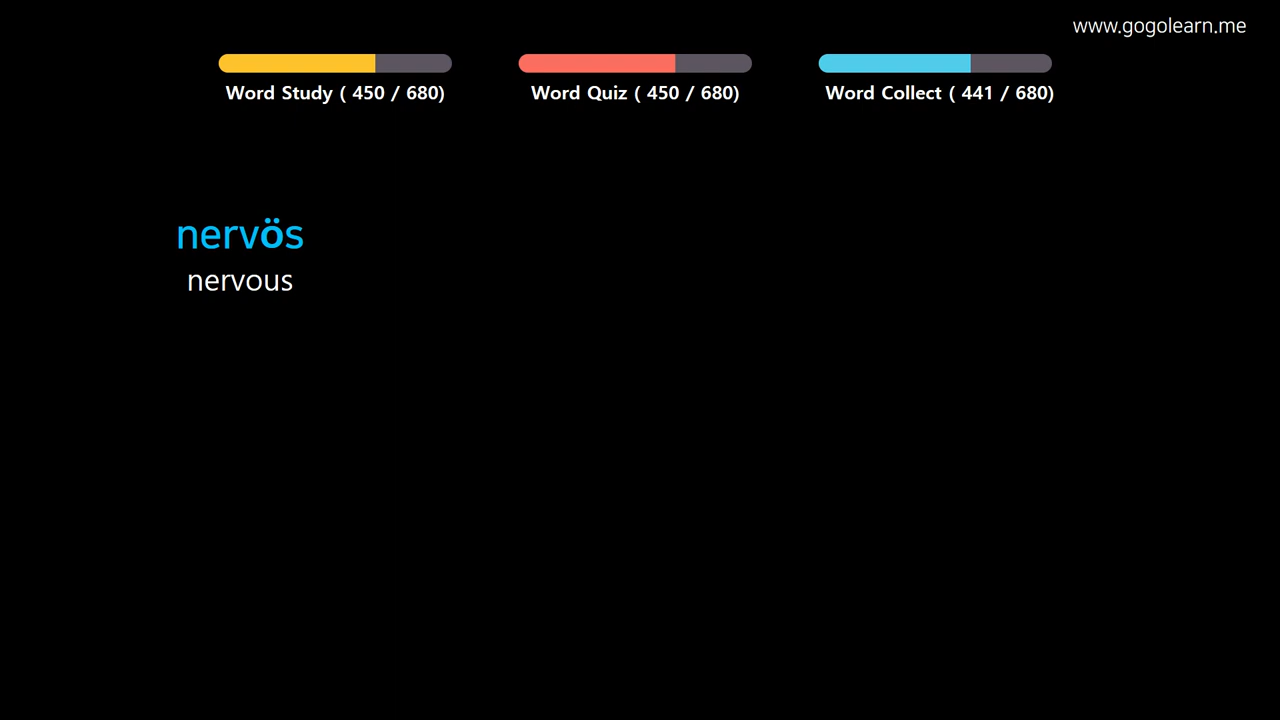 www.gogolearn.me
Word Study ( 450 / 680)
Word Quiz ( 450 / 680)
Word Collect ( 441 / 680)
nervös
nervous